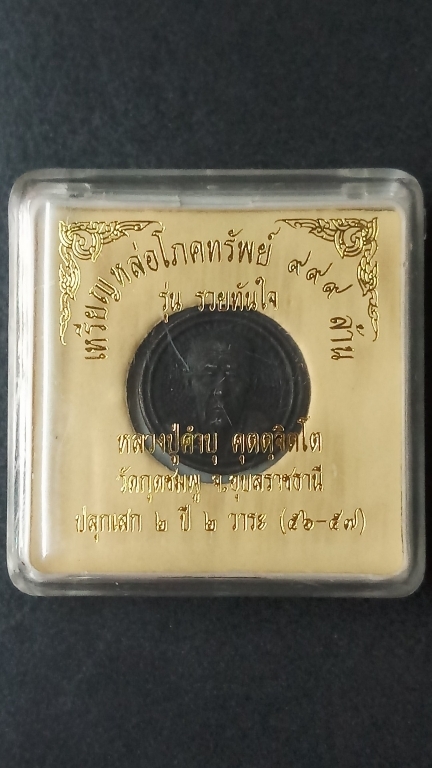 เหรียญหล่อโภคทรัพย์ ๙๙๙ ล้าน
รุ่น รวยทันใจ
หลวงปู่คำบุ คุตตฺจิตโต
วัดกุดชมภู จ.อุบลราชธานี
ปลุกเสก ๒ ปี ๒ วาระ (๕๖-๕๗)